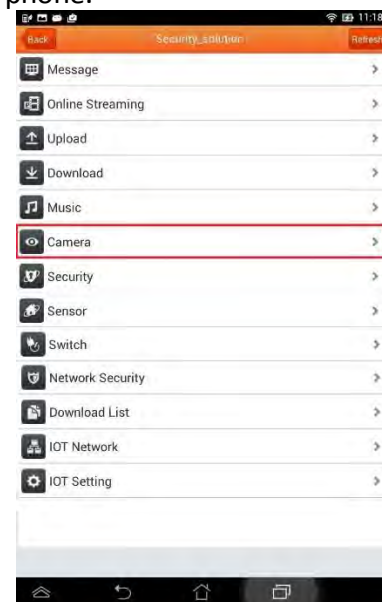 phone.
11:18
Back Security_solution Refresh
Message
Online Streaming
Upload
Download
Music
Camera
Security
Sensor
Switch
Network Security
Download List
IOT Network
IOT Setting